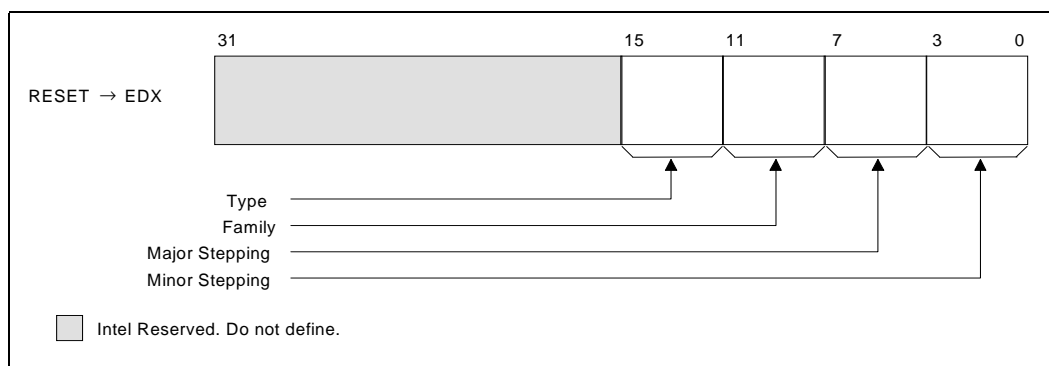 31 15 11 7 3 0
RESET → EDX
Type
Family
Major Stepping
Minor Stepping
Intel Reserved. Do not define.